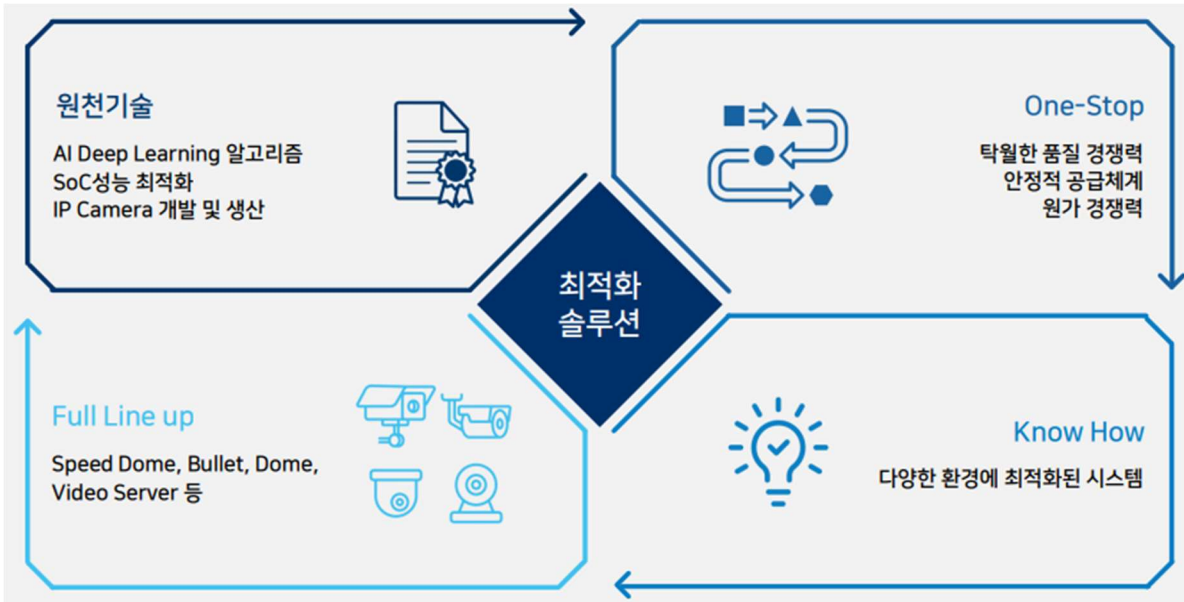 원천기술
AI Deep Learning 알고리즘
SoC성능 최적화
IP Camera 개발 및 생산
One-Stop
탁월한 품질 경쟁력
안정적 공급체계
원가 경쟁력
최적화
솔루션
Full Line up
Speed Dome, Bullet, Dome,
Video Server 등
Know How
다양한 환경에 최적화된 시스템